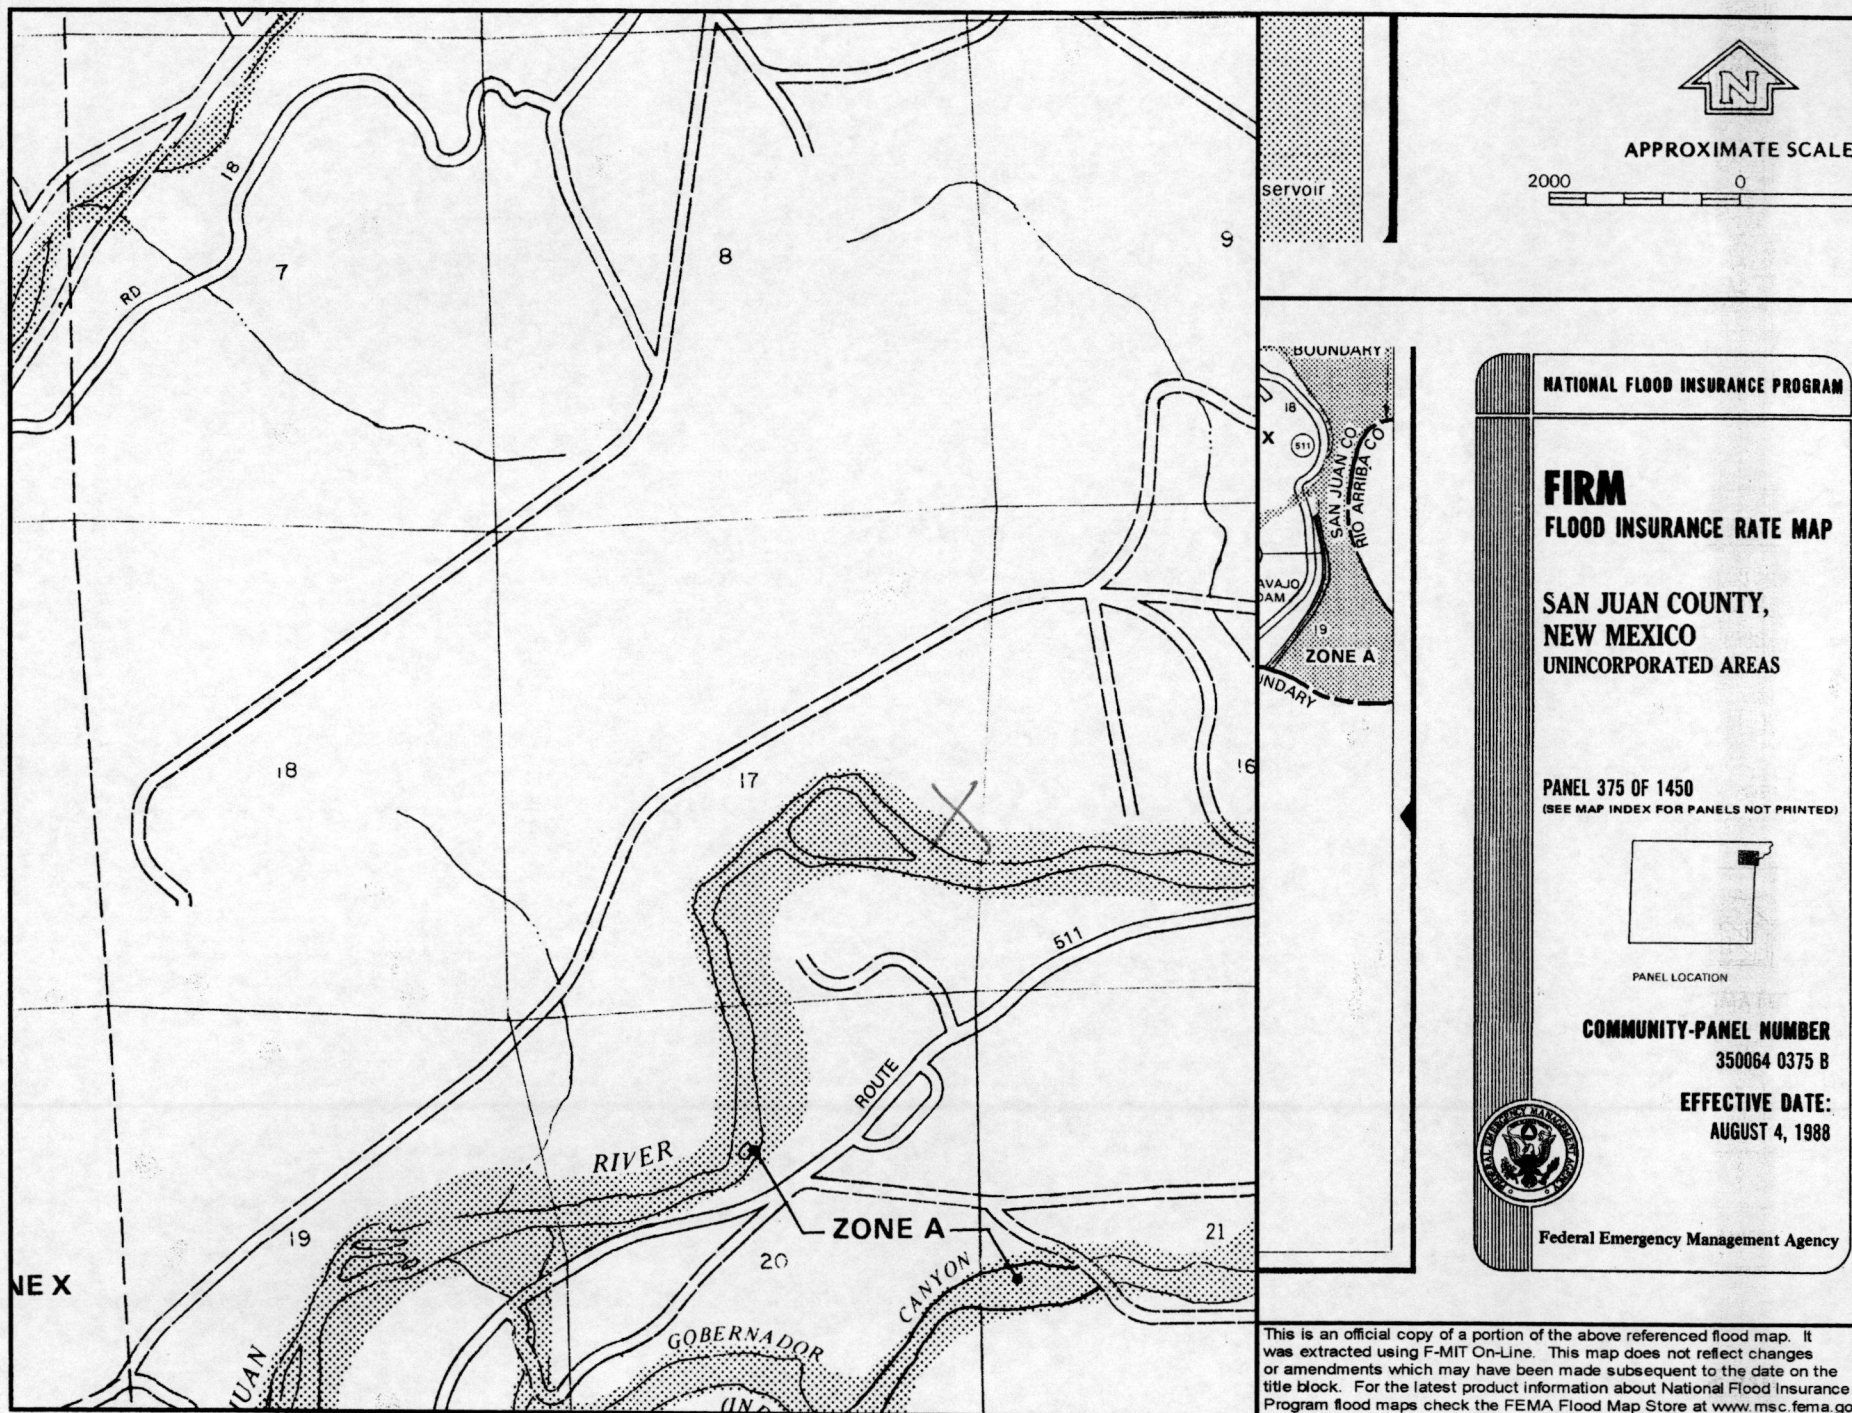 N
APPROXIMATE SCALE
2000 0
servoir
18
7
8
9
RD
BOUNDARY
18
X
511
SAN JUAN CO
RIO ARRIBA CO
DAM
19
ZONE A
NATIONAL FLOOD INSURANCE PROGRAM
FIRM
FLOOD INSURANCE RATE MAP
SAN JUAN COUNTY,
NEW MEXICO
UNINCORPORATED AREAS
PANEL 375 OF 1450
(SEE MAP INDEX FOR PANELS NOT PRINTED)
PANEL LOCATION
COMMUNITY-PANEL NUMBER
350064 0375 B
EFFECTIVE DATE:
AUGUST 4, 1988
FEDERAL EMERGENCY MANAGEMENT AGENCY
Federal Emergency Management Agency
18
17
16
X
511
ROUTE
RIVER
ZONE A
19
20
21
NE X
CANYON
GOBERNADOR
JUAN
This is an official copy of a portion of the above referenced flood map. It
was extracted using F-MIT On-Line. This map does not reflect changes
or amendments which may have been made subsequent to the date on the
title block. For the latest product information about National Flood Insurance
Program flood maps check the FEMA Flood Map Store at www.msc.fema.go